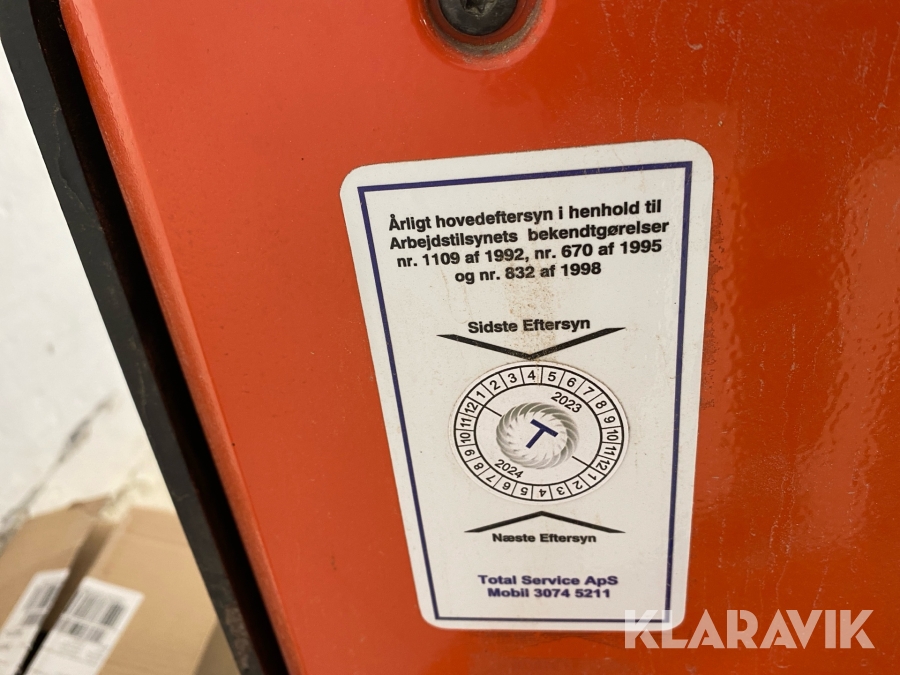 Årligt hovedeftersyn i henhold til
Arbejdstilsynets bekendtgørelser
nr. 1109 af 1992, nr. 670 af 1995
og nr. 832 af 1998
Sidste Eftersyn
1 2 3 4 5 6 7 8 9 10 11 12
2023
T
2024
1 2 3 4 5 6 7 8 9 10 11 12
Næste Eftersyn
Total Service ApS
Mobil 3074 5211
KLARAVIK